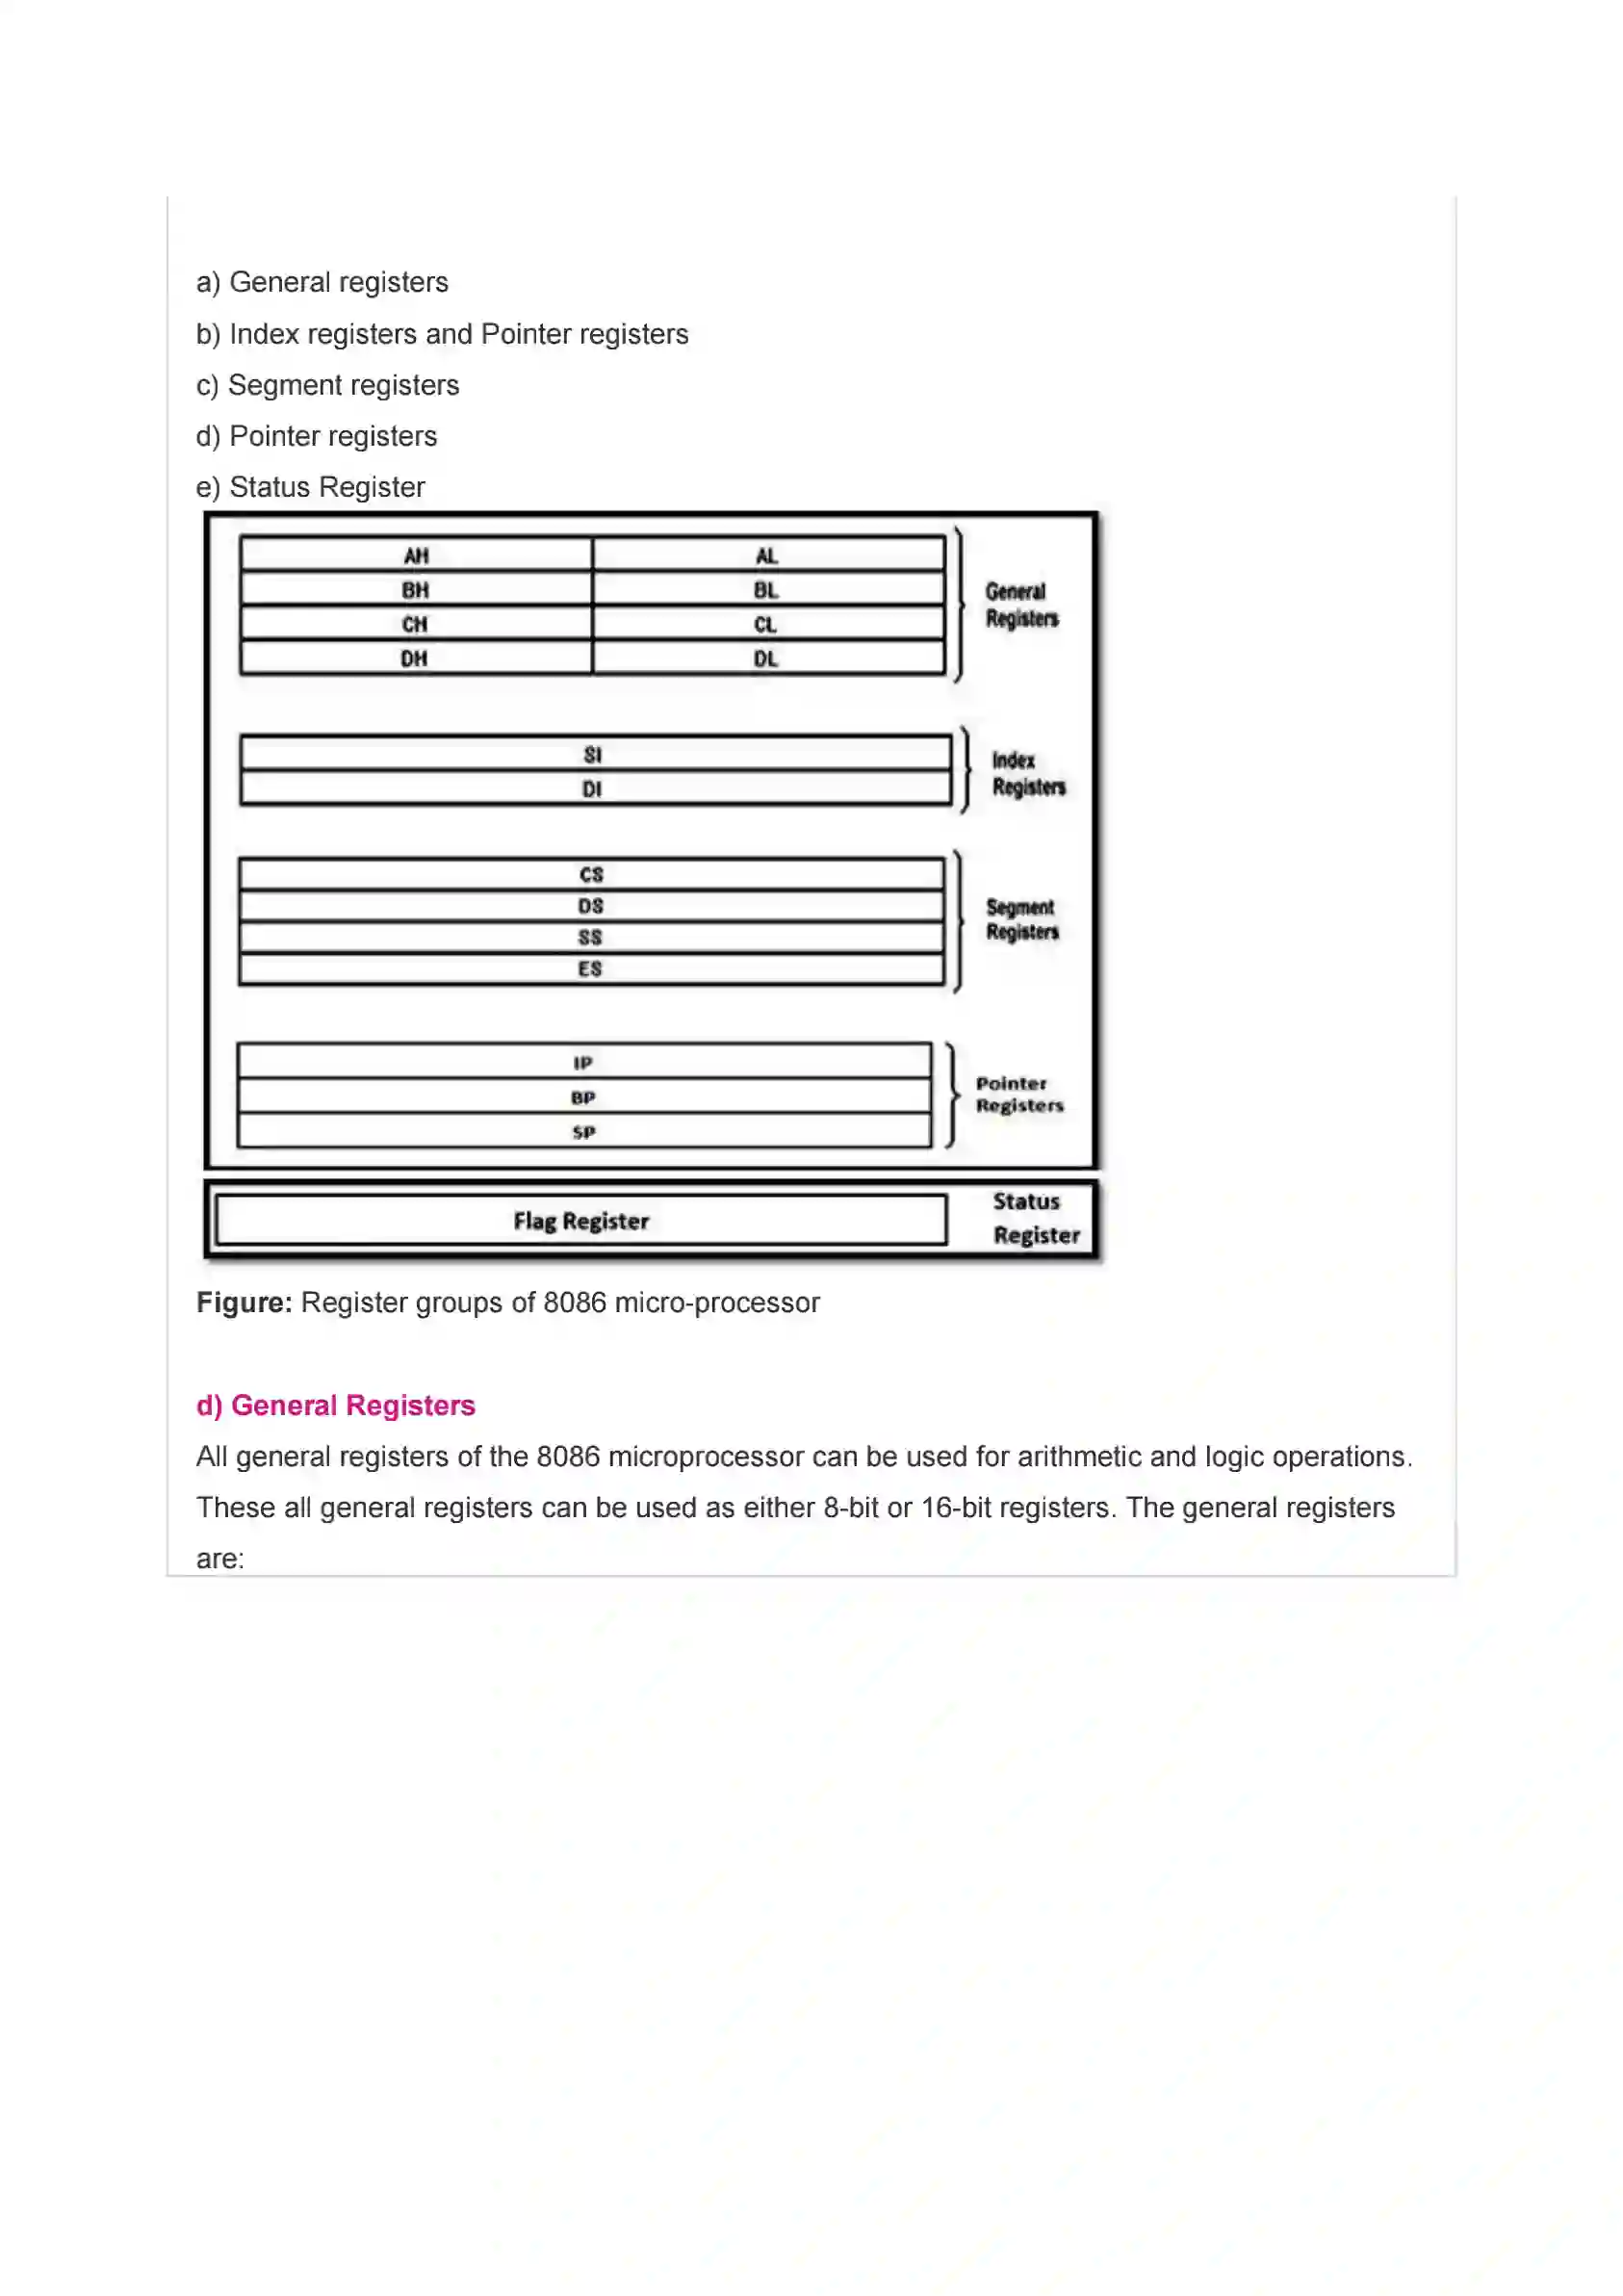 a) General registers
b) Index registers and Pointer registers
c) Segment registers
d) Pointer registers
e) Status Register
AH AL
BH BL
CH CL
DH DL
General
Registers
SI
DI
Index
Registers
CS
DS
SS
ES
Segment
Registers
IP
BP
SP
Pointer
Registers
Flag Register
Status
Register
Figure: Register groups of 8086 micro-processor
d) General Registers
All general registers of the 8086 microprocessor can be used for arithmetic and logic operations.
These all general registers can be used as either 8-bit or 16-bit registers. The general registers
are: